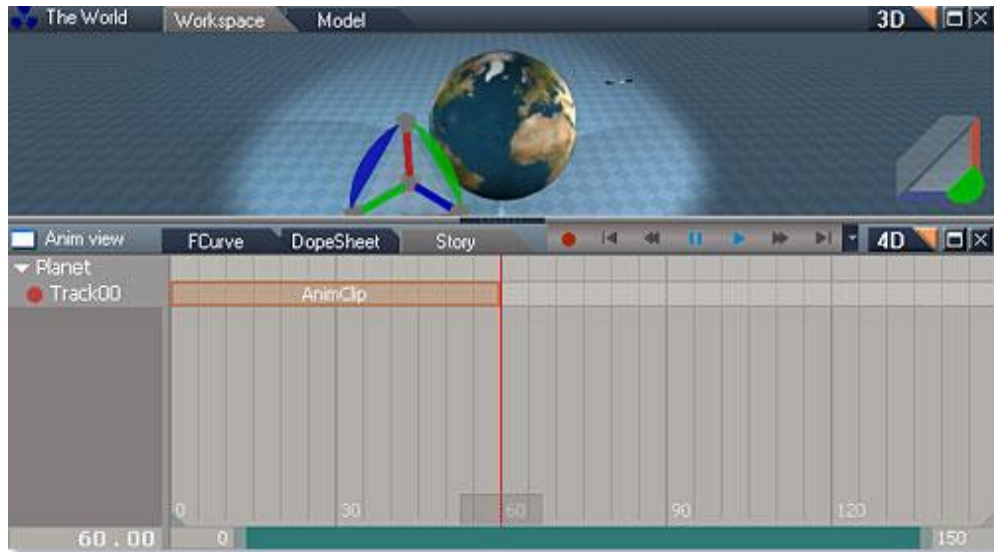 The World Workspace Model 3D
Anim view FCurve DopeSheet Story 4D
Planet
Track00 AnimClip
0 30 60 90 120
60.00 0 150